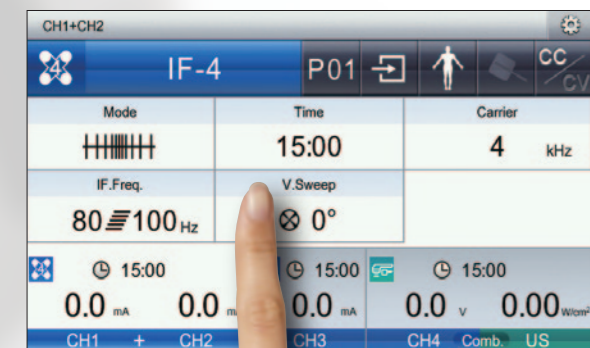 CH1+CH2
4 IF-4 P01 CC/CV
Mode Time Carrier
15:00 4 kHz
IF.Freq. V.Sweep
80 100 Hz 0°
4 15:00 15:00 15:00
0.0 mA 0.0 0.0 mA 0.0 V 0.00 W/cm²
CH1 + CH2 CH3 CH4 Comb. US